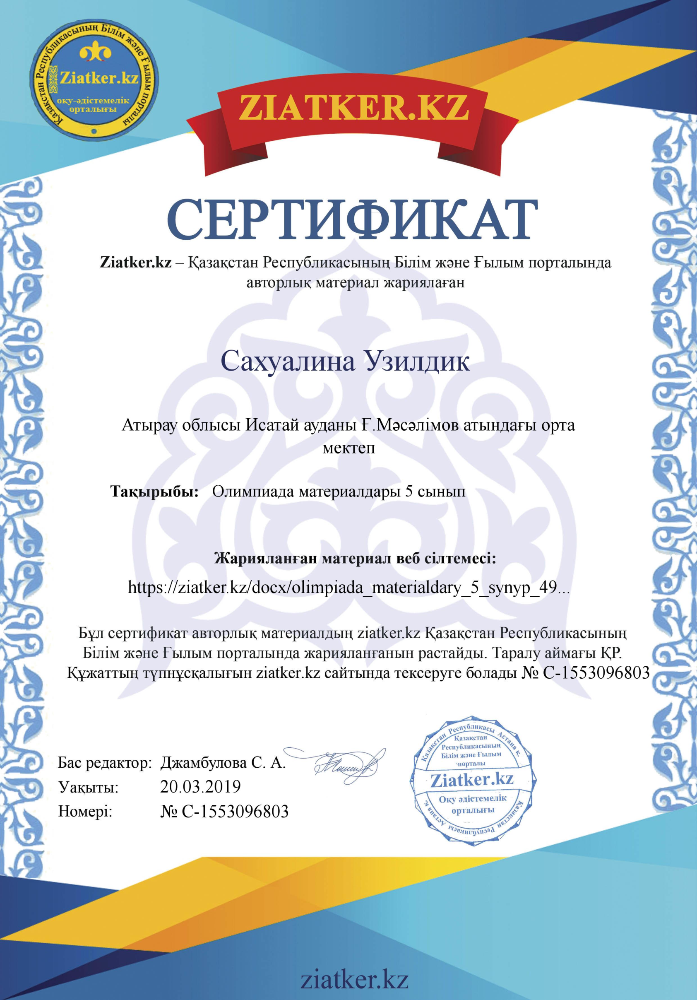 Қазақстан Республикасының Білім және Ғылым порталы
Ziatker.kz
оқу-әдістемелік
орталығы
ZIATKER.KZ
СЕРТИФИКАТ
Ziatker.kz – Қазақстан Республикасының Білім және Ғылым порталында
авторлық материал жариялаған
Сахуалина Узилдик
Атырау облысы Исатай ауданы Ғ.Мәсәлімов атындағы орта
мектеп
Тақырыбы: Олимпиада материалдары 5 сынып
Жарияланған материал веб сілтемесі:
https://ziatker.kz/docx/olimpiada_materialdary_5_synyp_49...
Бұл сертификат авторлық материалдың ziatker.kz Қазақстан Республикасының
Білім және Ғылым порталында жарияланғанын растайды. Таралу аймағы ҚР.
Құжаттың түпнұсқалығын ziatker.kz сайтында тексеруге болады № C-1553096803
Бас редактор: Джамбулова С. А.
Уақыты: 20.03.2019
Номері: № C-1553096803
Қазақстан Республикасы Астана қ.
Қазақстан
Республикасының
Білім және Ғылым
порталы
Ziatker.kz
Оқу әдістемелік
орталығы
Қазақстан Республикасы Астана қ.
ziatker.kz